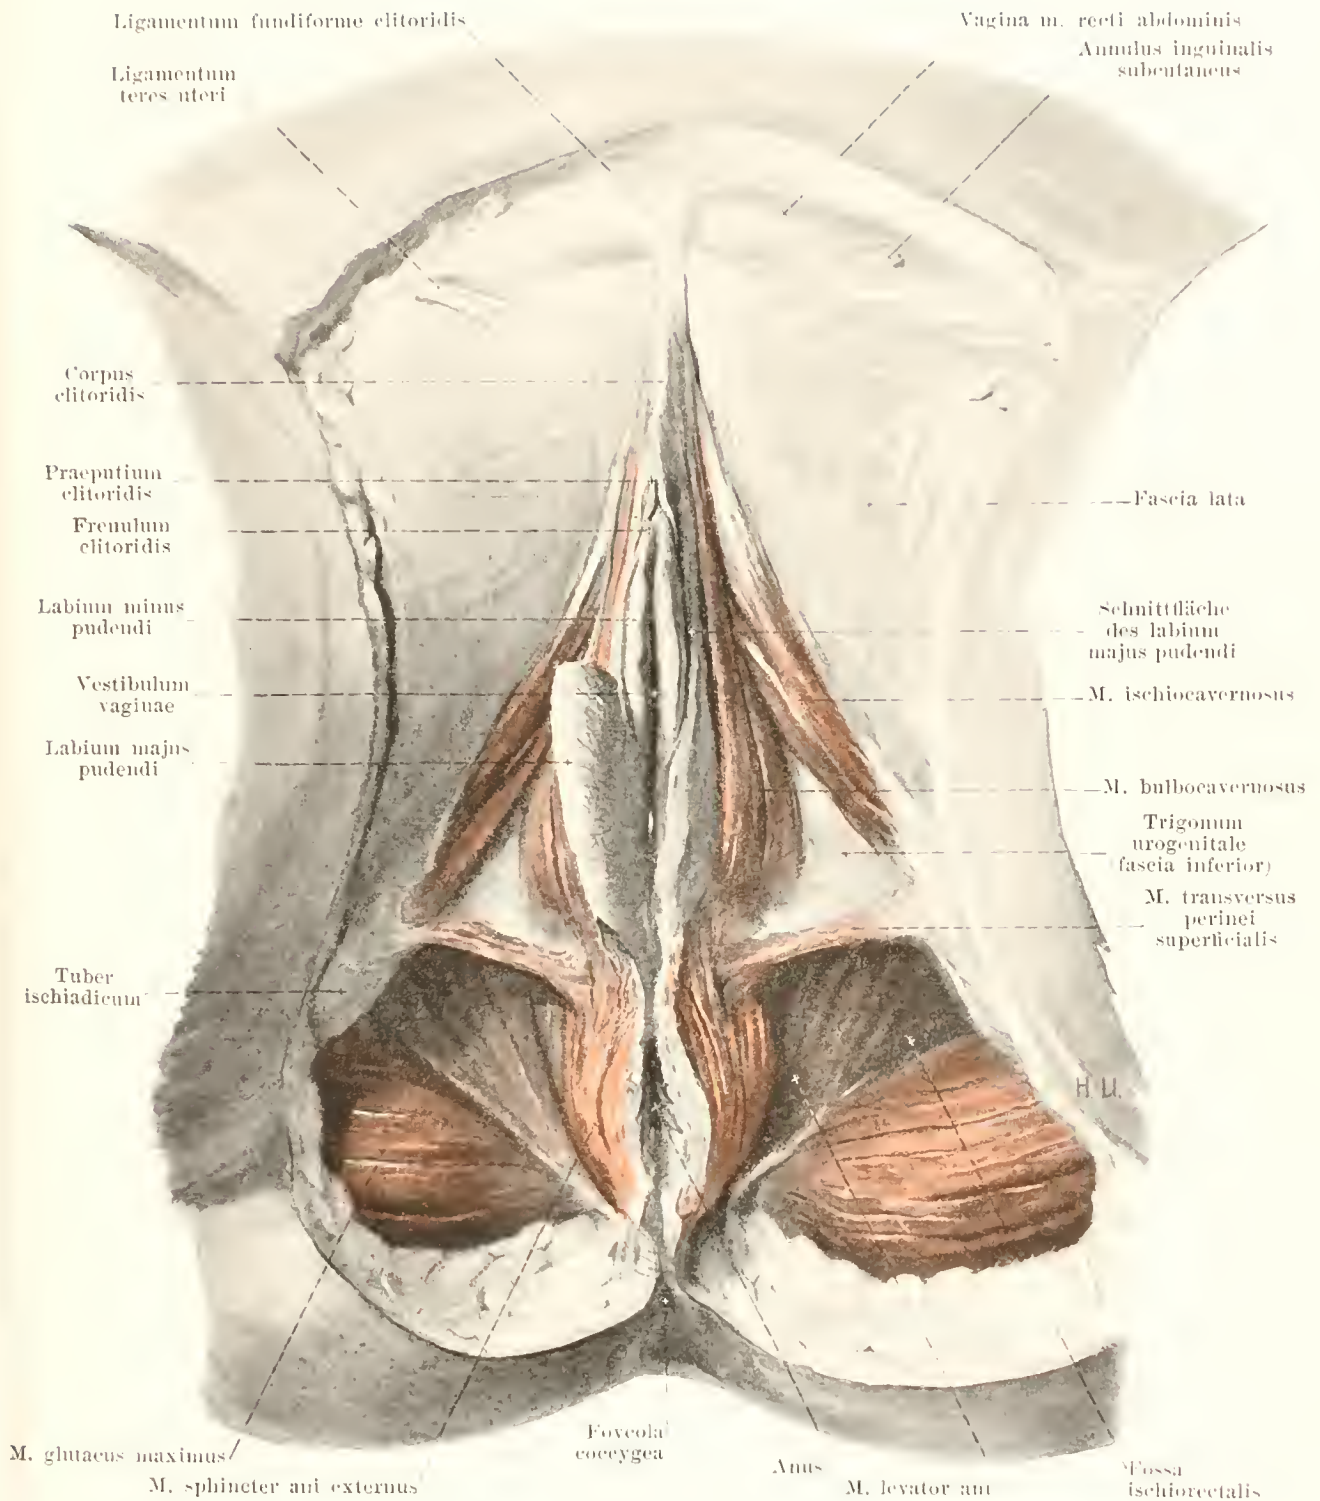 Ligamentum fundiforme clitoridis
Vagina m. recti abdominis
Annulus inguinalis
subcutaneus
Ligamentum
teres uteri
Corpus
clitoridis
Praeputium
clitoridis
Frenulum
clitoridis
Labium minus
pudendi
Vestibulum
vaginae
Labium majus
pudendi
Tuber
ischiadicum
Fascia lata
Schnittfläche
des labium
majus pudendi
M. ischiocavernosus
M. bulbocavernosus
Trigonum
urogenitale
(fascia inferior)
M. transversus
perinei
superficialis
H. U.
M. glutaeus maximus
M. sphincter ani externus
Foveola
coccygea
Anus
M. levator ani
Fossa
ischiorectalis